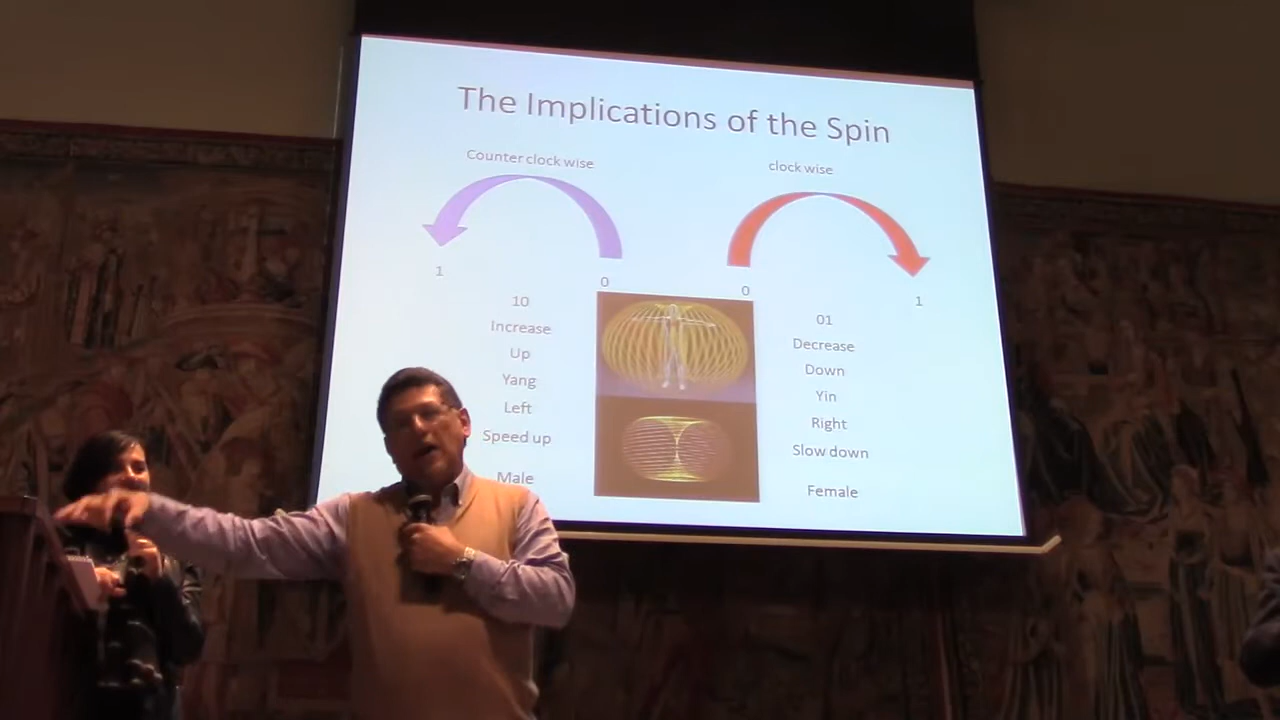 The Implications of the Spin
Counter clock wise
clock wise
1
0
0
1
10
Increase
Up
Yang
Left
Speed up
Male
01
Decrease
Down
Yin
Right
Slow down
Female